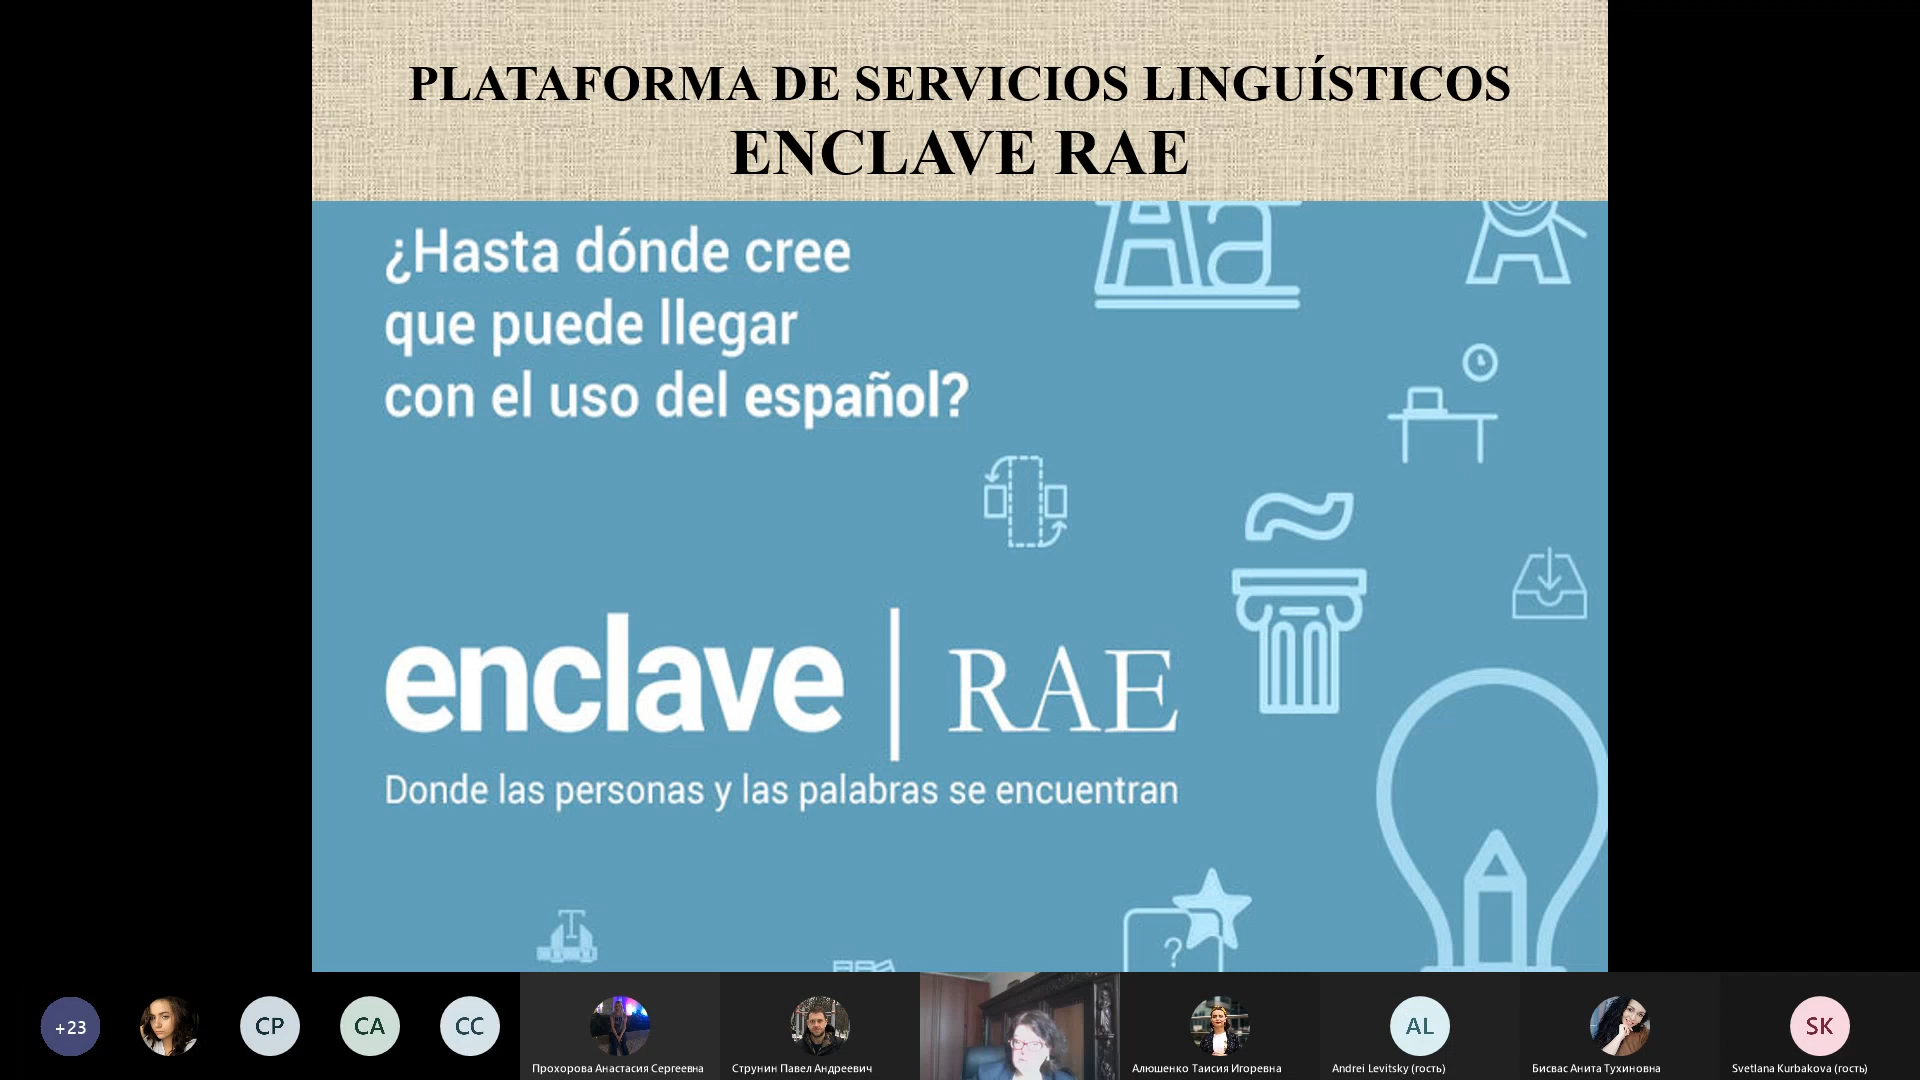 PLATAFORMA DE SERVICIOS LINGUÍSTICOS
ENCLAVE RAE
¿Hasta dónde cree
que puede llegar
con el uso del español?
Aa
enclave | RAE
Donde las personas y las palabras se encuentran
T
?
+23
CP
CA
CC
Прохорова Анастасия Сергеевна
Струнин Павел Андреевич
Алюшенко Таисия Игоревна
AL
Andrei Levitsky (гость)
Бисвас Анита Тухиновна
SK
Svetlana Kurbakova (гость)